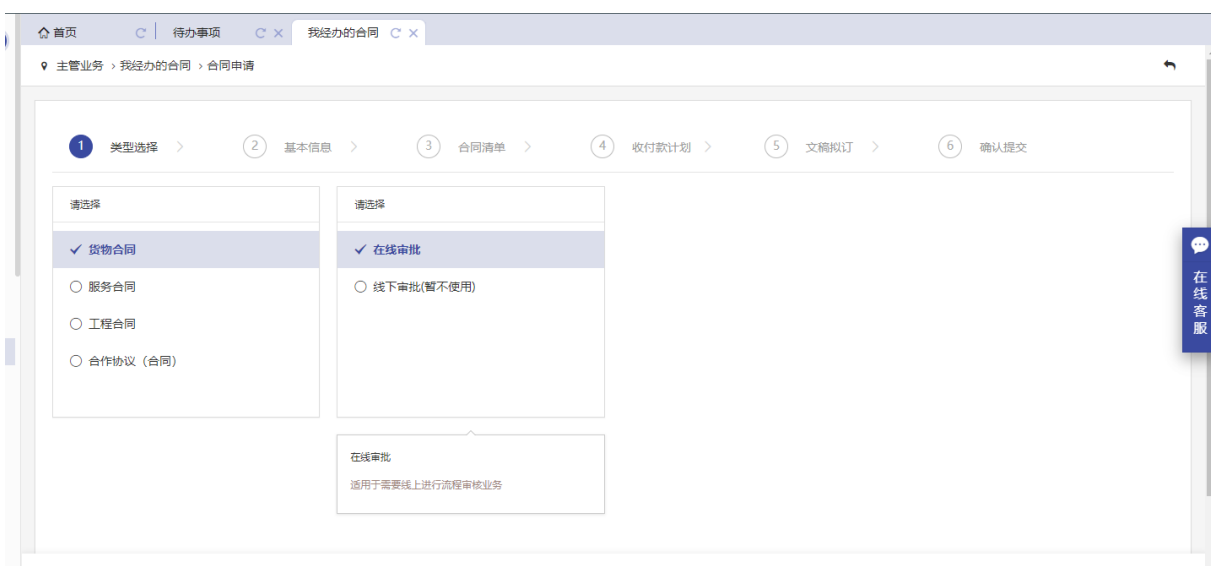 首页 待办事项 我经办的合同
主管业务 > 我经办的合同 > 合同申请
1 类型选择 > 2 基本信息 > 3 合同清单 > 4 收付款计划 > 5 文稿拟订 > 6 确认提交
请选择
货物合同
服务合同
工程合同
合作协议（合同）
请选择
在线审批
线下审批(暂不使用)
在线审批
适用于需要线上进行流程审核业务
在线客服